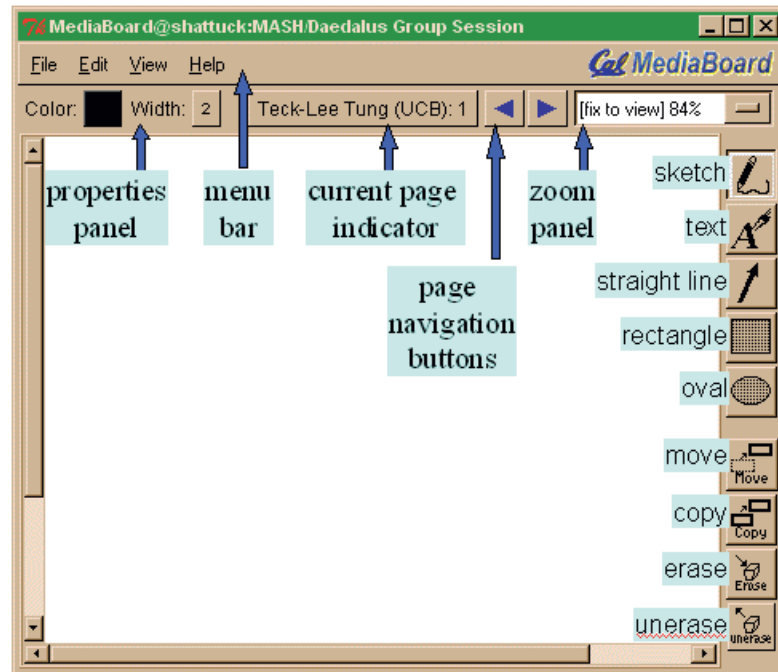 MediaBoard@shattuck:MASH/Daedalus Group Session
File Edit View Help
Cal MediaBoard
Color: Width: 2 Teck-Lee Tung (UCB): 1 [fix to view] 84%
properties
panel
menu
bar
current page
indicator
zoom
panel
page
navigation
buttons
sketch
text
straight line
rectangle
oval
move
Move
copy
Copy
erase
Erase
unerase
unerase